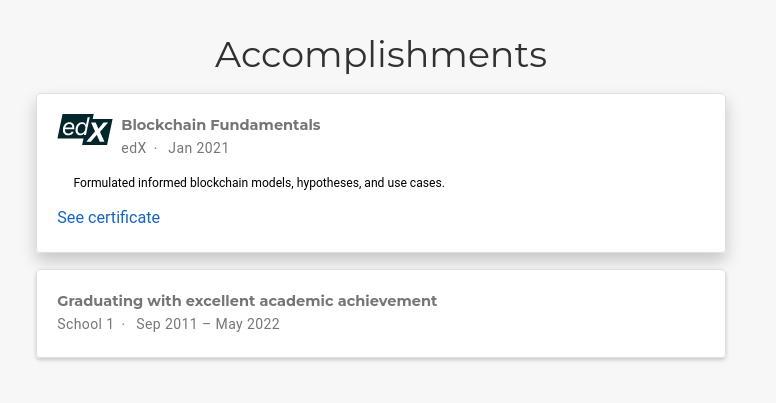 Accomplishments
edX
Blockchain Fundamentals
edX · Jan 2021
Formulated informed blockchain models, hypotheses, and use cases.
See certificate
Graduating with excellent academic achievement
School 1 · Sep 2011 – May 2022